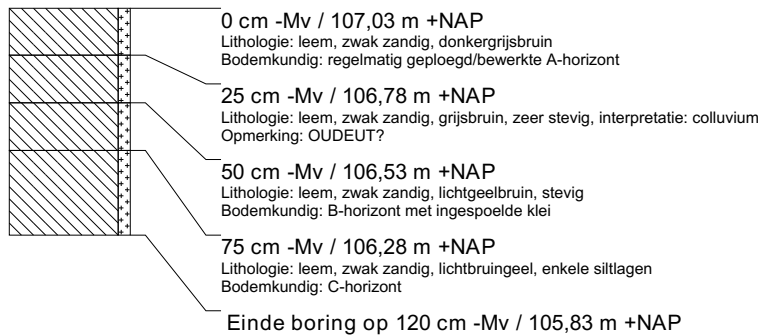 0 cm -Mv / 107,03 m +NAP
Lithologie: leem, zwak zandig, donkergrijsbruin
Bodemkundig: regelmatig geploegd/bewerkte A-horizont
25 cm -Mv / 106,78 m +NAP
Lithologie: leem, zwak zandig, grijsbruin, zeer stevig, interpretatie: colluvium
Opmerking: OUDEUT?
50 cm -Mv / 106,53 m +NAP
Lithologie: leem, zwak zandig, lichtgeelbruin, stevig
Bodemkundig: B-horizont met ingespoelde klei
75 cm -Mv / 106,28 m +NAP
Lithologie: leem, zwak zandig, lichtbruingeel, enkele siltlagen
Bodemkundig: C-horizont
Einde boring op 120 cm -Mv / 105,83 m +NAP